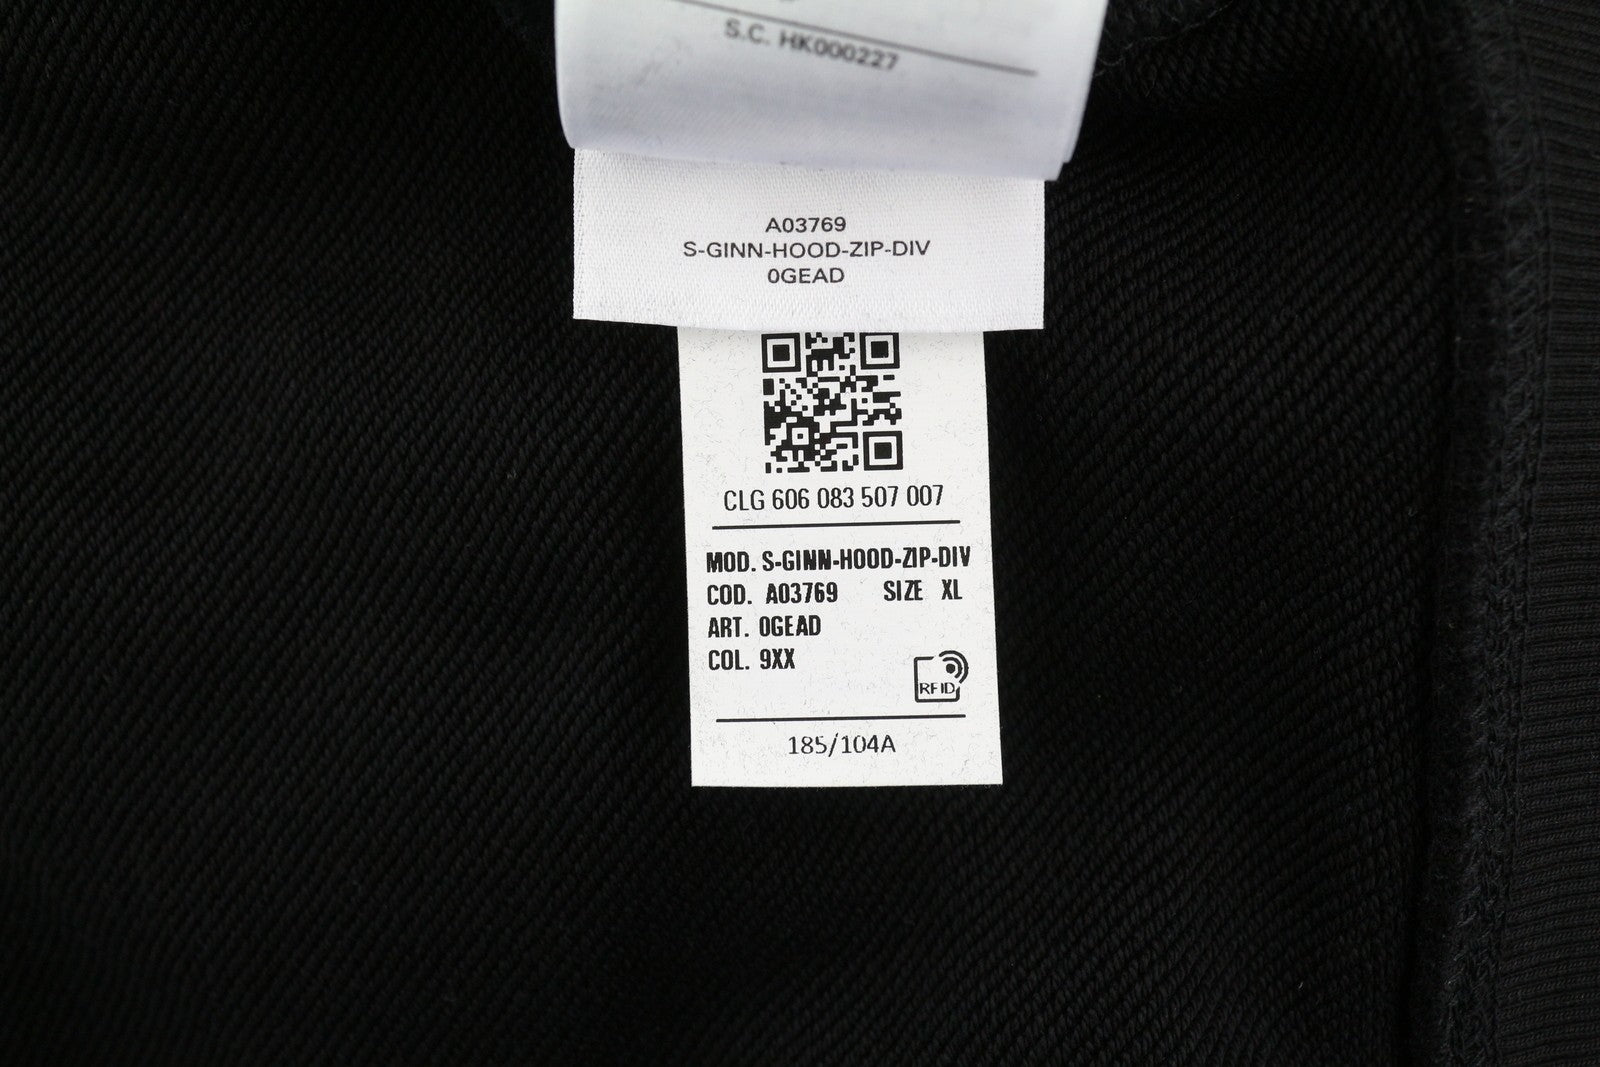 S.C. HK000227
A03769
S-GINN-HOOD-ZIP-DIV
0GEAD
CLG 606 083 507 007
MOD. S-GINN-HOOD-ZIP-DIV
COD. A03769 SIZE XL
ART. 0GEAD
COL. 9XX
RFID
185/104A